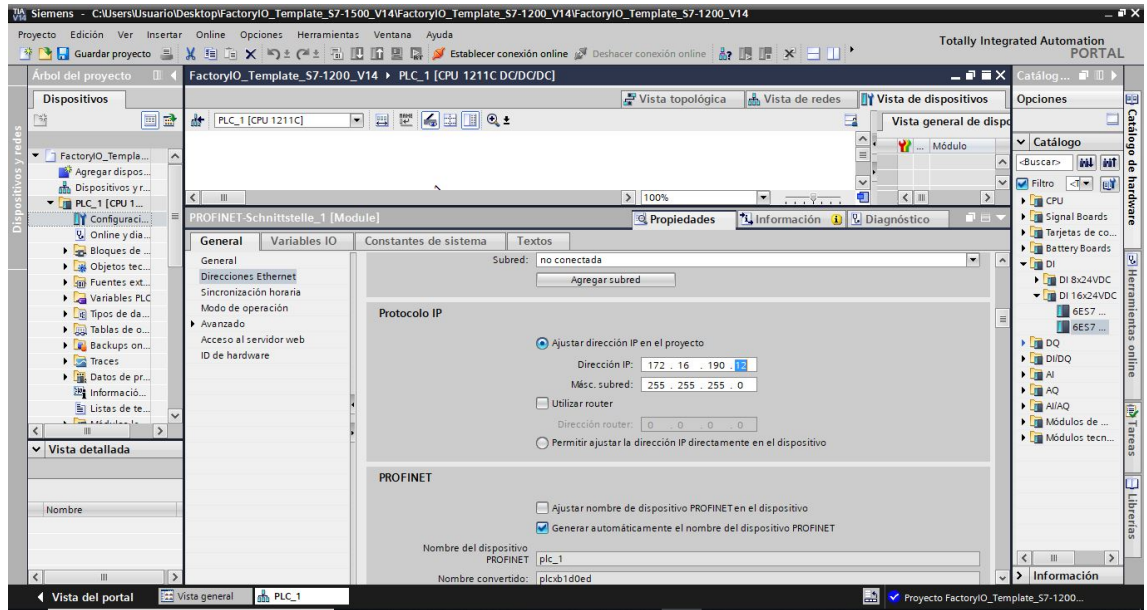 Siemens - C:\Users\Usuario\Desktop\FactoryIO_Template_S7-1500_V14\FactoryIO_Template_S7-1200_V14\FactoryIO_Template_S7-1200_V14
Proyecto Edición Ver Insertar Online Opciones Herramientas Ventana Ayuda
Totally Integrated Automation
PORTAL
Guardar proyecto
Establecer conexión online
Deshacer conexión online
Árbol del proyecto
FactoryIO_Template_S7-1200_V14 PLC_1 [CPU 1211C DC/DC/DC]
Catálog...
Dispositivos
Vista topológica
Vista de redes
Vista de dispositivos
Opciones
PLC_1 [CPU 1211C]
Vista general de dispo
... Módulo
100%
Dispositivos y redes
FactoryIO_Templa...
Agregar dispos...
Dispositivos y r...
PLC_1 [CPU 1...
Configuraci...
Online y dia...
Bloques de ...
Objetos tec...
Fuentes ext...
Variables PLC
Tipos de da...
Tablas de o...
Backups on...
Traces
Datos de pr...
Informació...
Listas de te...
Vista detallada
Nombre
PROFINET-Schnittstelle_1 [Module]
Propiedades
Información
Diagnóstico
General
Variables IO
Constantes de sistema
Textos
General
Direcciones Ethernet
Sincronización horaria
Modo de operación
Avanzado
Acceso al servidor web
ID de hardware
Subred: no conectada
Agregar subred
Protocolo IP
Ajustar dirección IP en el proyecto
Dirección IP: 172 . 16 . 190 . 12
Másc. subred: 255 . 255 . 255 . 0
Utilizar router
Dirección router: 0 . 0 . 0 . 0
Permitir ajustar la dirección IP directamente en el dispositivo
PROFINET
Ajustar nombre de dispositivo PROFINET en el dispositivo
Generar automáticamente el nombre del dispositivo PROFINET
Nombre del dispositivo
PROFINET plc_1
Nombre convertido: plcxb1d0ed
Catálogo
<Buscar>
Filtro
CPU
Signal Boards
Tarjetas de co...
Battery Boards
DI
DI 8x24VDC
DI 16x24VDC
6ES7 ...
6ES7 ...
DQ
DI/DQ
AI
AQ
AI/AQ
Módulos de ...
Módulos tecn...
Información
Catálogo de hardware
Herramientas online
Tareas
Librerías
Vista del portal
Vista general
PLC_1
Proyecto FactoryIO_Template_S7-1200...